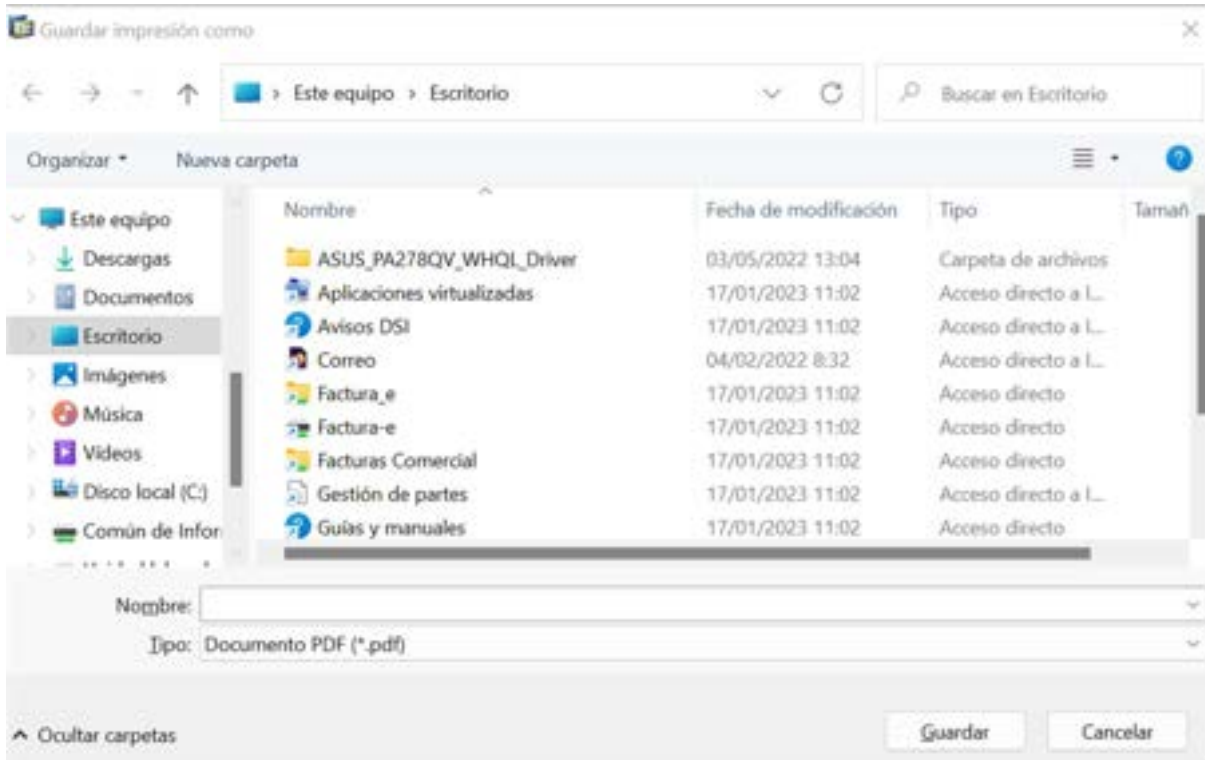 Guardar impresión como
Este equipo > Escritorio
Buscar en Escritorio
Organizar
Nueva carpeta
Nombre Fecha de modificación Tipo Tamañ
Este equipo
Descargas
Documentos
Escritorio
Imágenes
Música
Vídeos
Disco local (C:)
Común de Infor
ASUS_PA278QV_WHQL_Driver 03/05/2022 13:04 Carpeta de archivos
Aplicaciones virtualizadas 17/01/2023 11:02 Acceso directo a l...
Avisos DSI 17/01/2023 11:02 Acceso directo a l...
Correo 04/02/2022 8:32 Acceso directo a l...
Factura_e 17/01/2023 11:02 Acceso directo
Factura-e 17/01/2023 11:02 Acceso directo
Facturas Comercial 17/01/2023 11:02 Acceso directo
Gestión de partes 17/01/2023 11:02 Acceso directo a l...
Guías y manuales 17/01/2023 11:02 Acceso directo
Nombre:
Tipo: Documento PDF (*.pdf)
Ocultar carpetas
Guardar
Cancelar